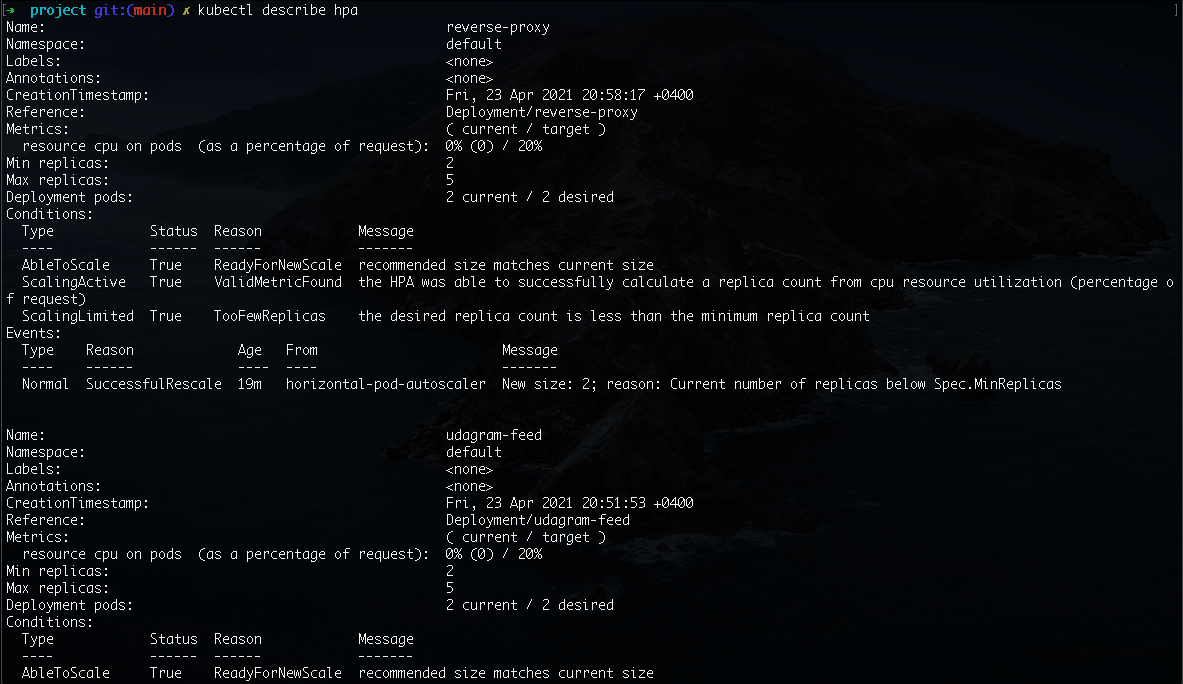 [➜  project git:(main) ✗ kubectl describe hpa ]
Name:                                                  reverse-proxy
Namespace:                                             default
Labels:                                                <none>
Annotations:                                           <none>
CreationTimestamp:                                     Fri, 23 Apr 2021 20:58:17 +0400
Reference:                                             Deployment/reverse-proxy
Metrics:                                               ( current / target )
  resource cpu on pods  (as a percentage of request):  0% (0) / 20%
Min replicas:                                          2
Max replicas:                                          5
Deployment pods:                                       2 current / 2 desired
Conditions:
  Type            Status  Reason            Message
  ----            ------  ------            -------
  AbleToScale     True    ReadyForNewScale  recommended size matches current size
  ScalingActive   True    ValidMetricFound  the HPA was able to successfully calculate a replica count from cpu resource utilization (percentage o
f request)
  ScalingLimited  True    TooFewReplicas    the desired replica count is less than the minimum replica count
Events:
  Type    Reason             Age   From                       Message
  ----    ------             ----  ----                       -------
  Normal  SuccessfulRescale  19m   horizontal-pod-autoscaler  New size: 2; reason: Current number of replicas below Spec.MinReplicas
Name:                                                  udagram-feed
Namespace:                                             default
Labels:                                                <none>
Annotations:                                           <none>
CreationTimestamp:                                     Fri, 23 Apr 2021 20:51:53 +0400
Reference:                                             Deployment/udagram-feed
Metrics:                                               ( current / target )
  resource cpu on pods  (as a percentage of request):  0% (0) / 20%
Min replicas:                                          2
Max replicas:                                          5
Deployment pods:                                       2 current / 2 desired
Conditions:
  Type            Status  Reason            Message
  ----            ------  ------            -------
  AbleToScale     True    ReadyForNewScale  recommended size matches current size